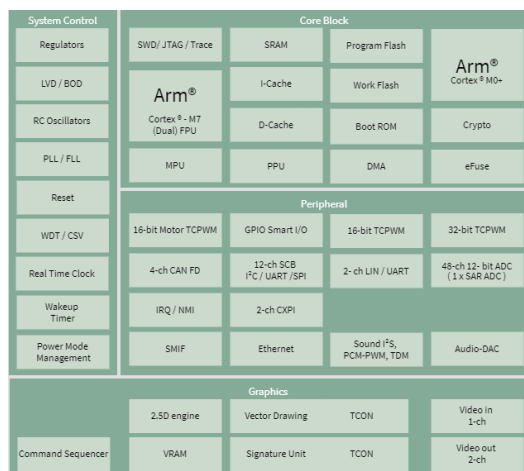 System Control
Regulators
LVD / BOD
RC Oscillators
PLL / FLL
Reset
WDT / CSV
Real Time Clock
Wakeup
Timer
Power Mode
Management
Core Block
SWD/ JTAG / Trace
SRAM
Program Flash
Arm®
Cortex ® M0+
Arm®
Cortex ® - M7
(Dual) FPU
I-Cache
Work Flash
D-Cache
Boot ROM
Crypto
MPU
PPU
DMA
eFuse
Peripheral
16-bit Motor TCPWM
GPIO Smart I/O
16-bit TCPWM
32-bit TCPWM
4-ch CAN FD
12-ch SCB
I²C / UART /SPI
2- ch LIN / UART
48-ch 12- bit ADC
( 1 x SAR ADC )
IRQ / NMI
2-ch CXPI
SMIF
Ethernet
Sound I²S,
PCM-PWM, TDM
Audio-DAC
Graphics
2.5D engine
Vector Drawing
TCON
Video in
1-ch
Command Sequencer
VRAM
Signature Unit
TCON
Video out
2-ch